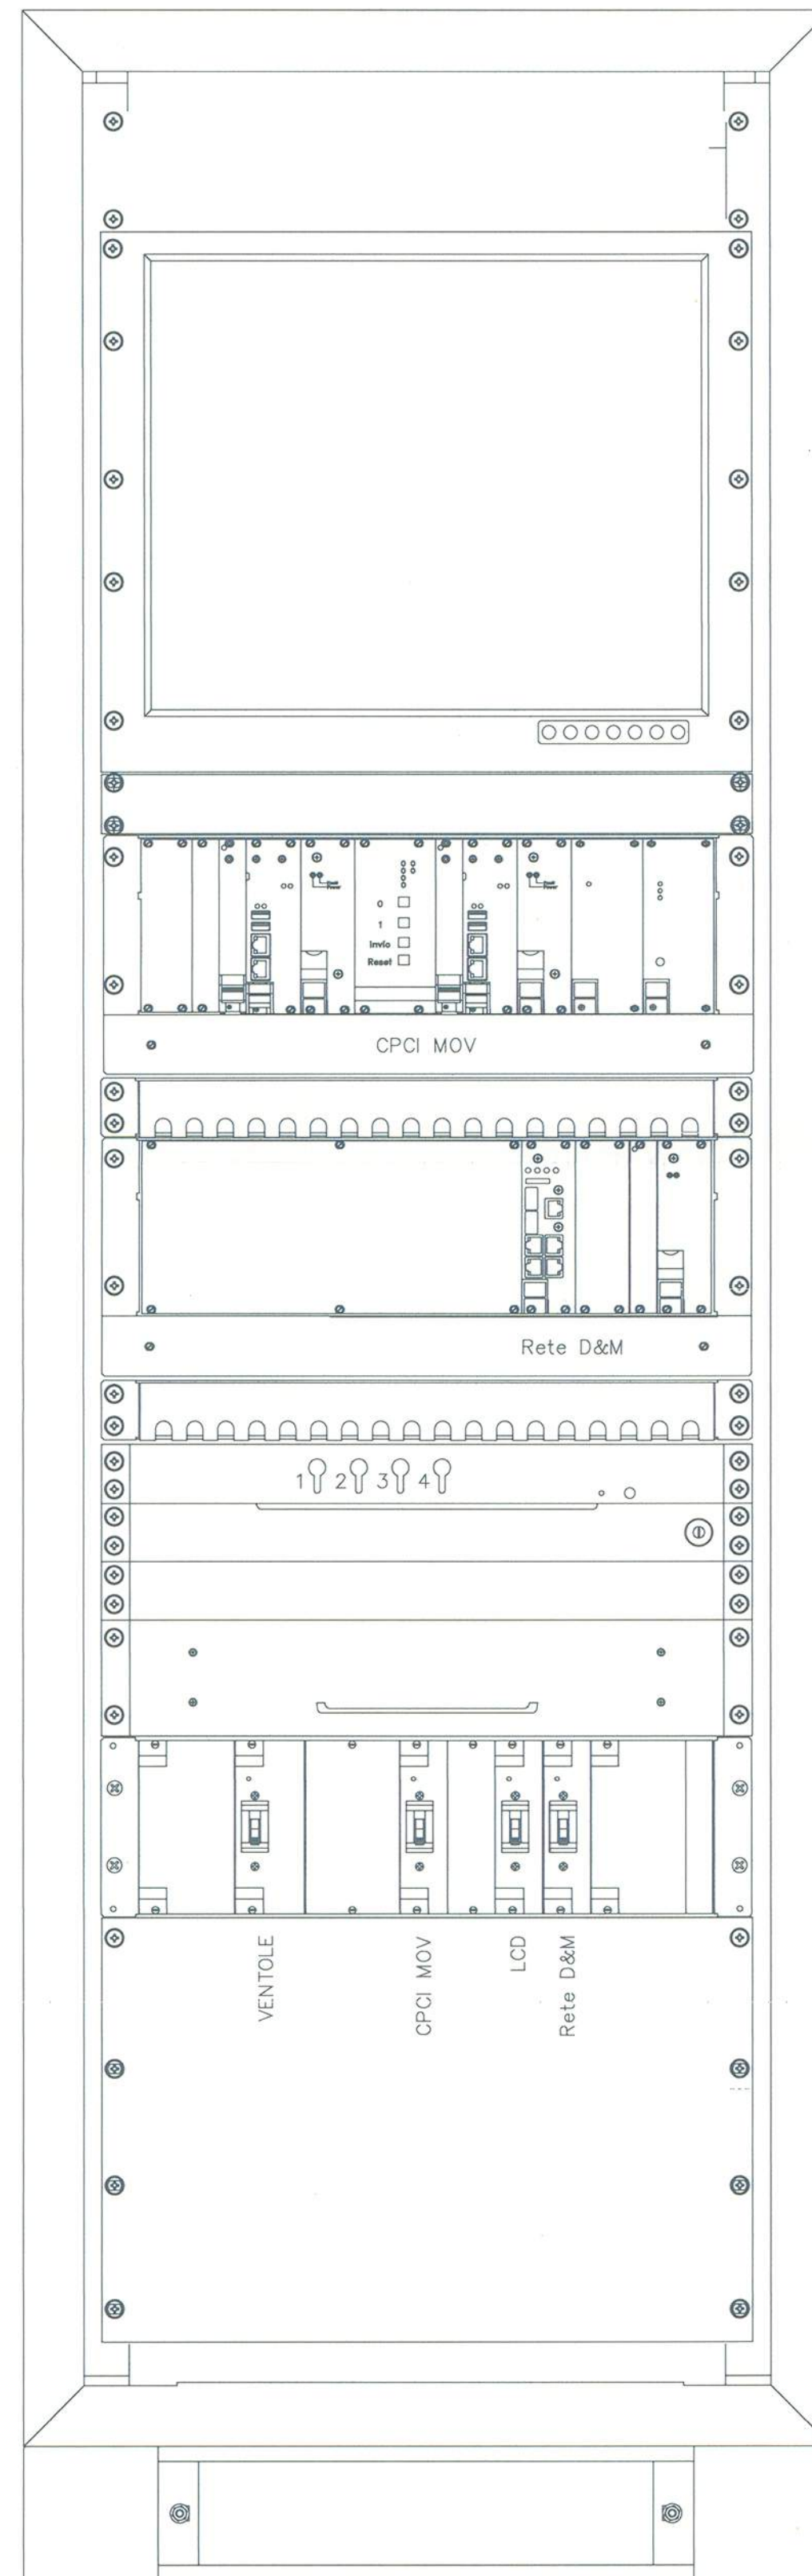 0
1
Invio
Reset
CPCI MOV
Rete D&M
1 2 3 4
VENTOLE
CPCI MOV
LCD
Rete D&M